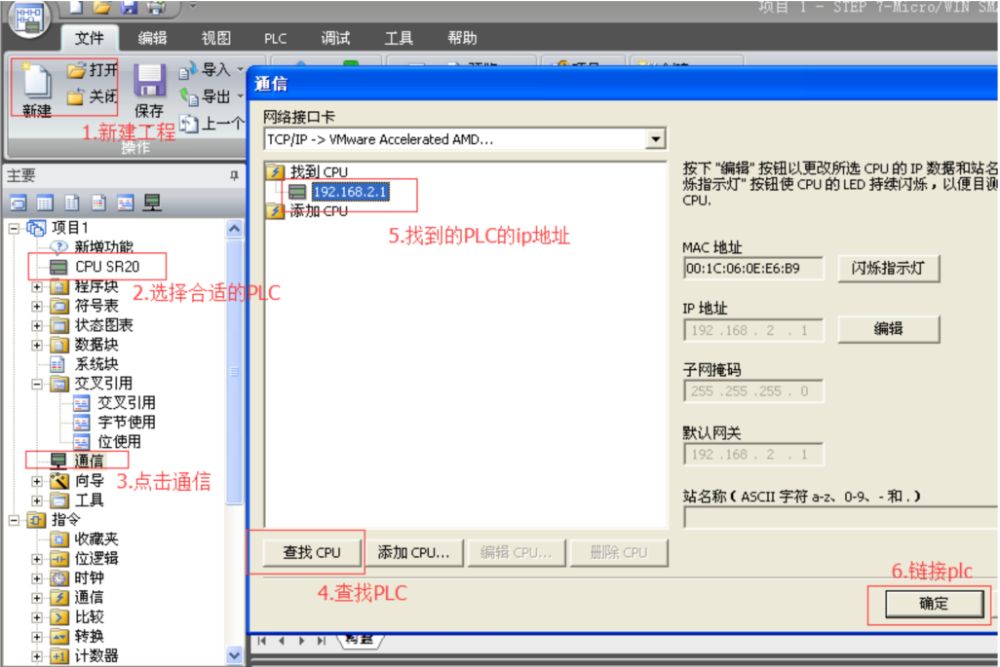 项目 1 - STEP 7-Micro/WIN SM
文件
编辑
视图
PLC
调试
工具
帮助
新建
打开
关闭
保存
导入
导出
上一个
操作
1.新建工程
主要
项目1
新增功能
CPU SR20
2.选择合适的PLC
程序块
符号表
状态图表
数据块
系统块
交叉引用
交叉引用
字节使用
位使用
通信
3.点击通信
向导
工具
指令
收藏夹
位逻辑
时钟
通信
比较
转换
计数器
通信
网络接口卡
TCP/IP -> VMware Accelerated AMD...
找到 CPU
192.168.2.1
添加 CPU
5.找到的PLC的ip地址
按下 "编辑" 按钮以更改所选 CPU 的 IP 数据和站名
烁指示灯" 按钮使 CPU 的 LED 持续闪烁，以便目测
CPU.
MAC 地址
00:1C:06:0E:E6:B9
闪烁指示灯
IP 地址
192 .168 . 2 . 1
编辑
子网掩码
255 .255 .255 . 0
默认网关
192 .168 . 2 . 1
站名称 ( ASCII 字符 a-z、0-9、- 和 . )
查找 CPU
添加 CPU...
编辑 CPU...
删除 CPU
4.查找PLC
6.链接plc
确定